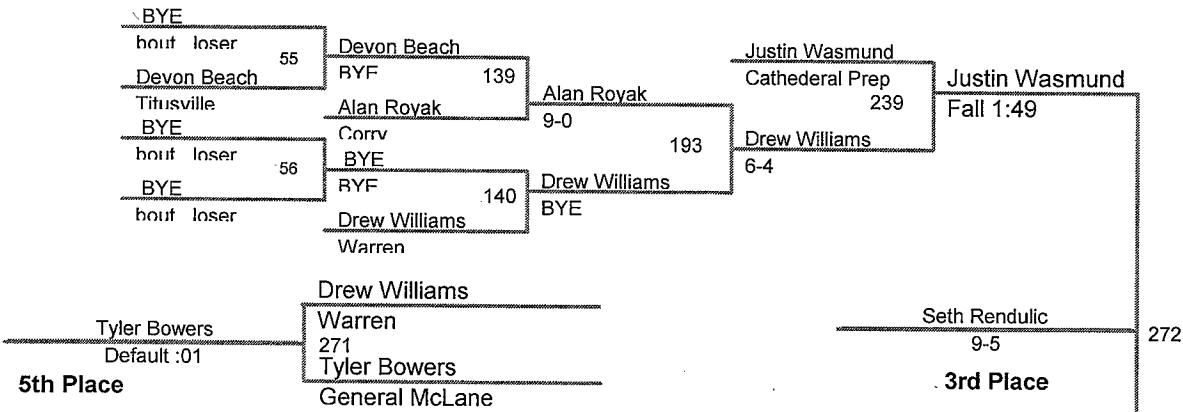 BYE
bout loser
55
Devon Beach
Titusville
BYE
bout loser
56
BYE
bout loser
Devon Beach
BYE
139
Alan Royak
Corry
BYE
BYE
140
Drew Williams
Warren
Alan Royak
9-0
193
Drew Williams
BYE
Justin Wasmund
Cathederal Prep
239
Drew Williams
6-4
Justin Wasmund
Fall 1:49
Drew Williams
Warren
271
Tyler Bowers
General McLane
Tyler Bowers
Default :01
5th Place
Seth Rendulic
9-5
272
3rd Place